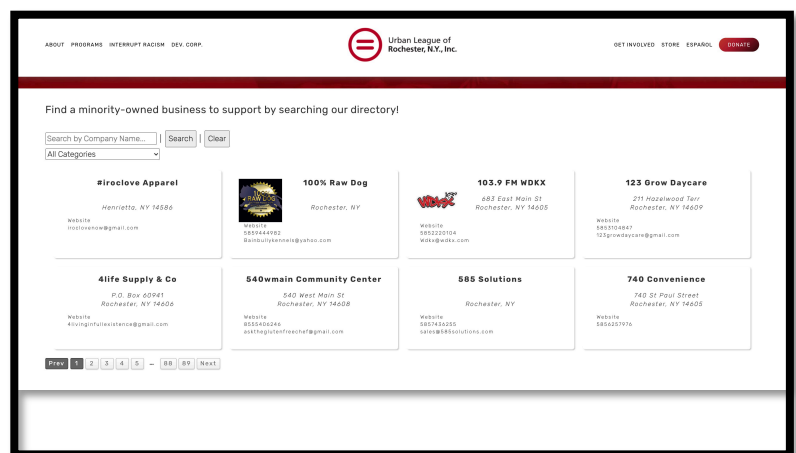 ABOUT PROGRAMS INTERRUPT RACISM DEV. CORP.
Urban League of
Rochester, N.Y., Inc.
GET INVOLVED STORE ESPAÑOL DONATE
Find a minority-owned business to support by searching our directory!
Search by Company Name... | Search | Clear
All Categories
#iroclove Apparel
Henrietta, NY 14586
Website
iroclovenow@gmail.com
RAW DOG
100% Raw Dog
Rochester, NY
Website
5859444982
Bainbullykennels@yahoo.com
WDKX
103.9 FM WDKX
683 East Main St
Rochester, NY 14605
Website
5852220104
Wdkx@wdkx.com
123 Grow Daycare
211 Hazelwood Terr
Rochester, NY 14609
Website
5853104847
123growdaycare@gmail.com
4life Supply & Co
P.O. Box 60941
Rochester, NY 14606
Website
4livinginfullexistence@gmail.com
540wmain Community Center
540 West Main St
Rochester, NY 14608
Website
8555406246
asktheglutenfreechef@gmail.com
585 Solutions
Rochester, NY
Website
5857436255
sales@585solutions.com
740 Convenience
740 St Paul Street
Rochester, NY 14605
Website
5856257976
Prev 1 2 3 4 5 … 88 89 Next